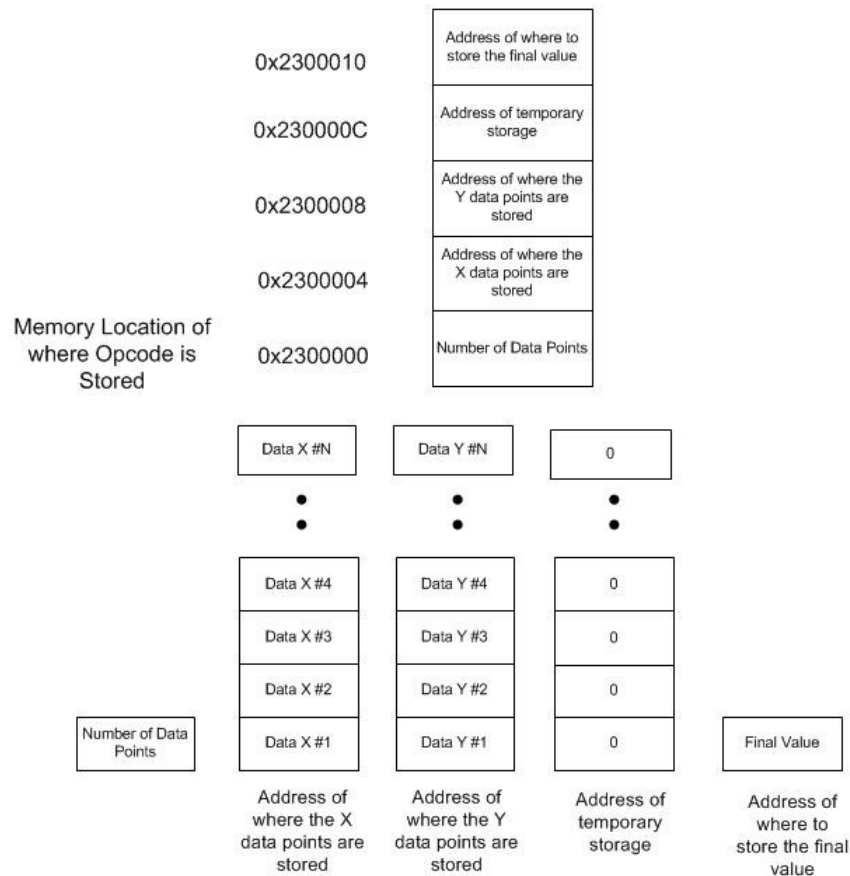 0x2300010
Address of where to
store the final value
0x230000C
Address of temporary
storage
0x2300008
Address of where the
Y data points are
stored
0x2300004
Address of where the
X data points are
stored
Memory Location of
where Opcode is
Stored
0x2300000
Number of Data Points
Data X #N
Data Y #N
0
Data X #4
Data Y #4
0
Data X #3
Data Y #3
0
Data X #2
Data Y #2
0
Number of Data
Points
Data X #1
Data Y #1
0
Final Value
Address of
where the X
data points are
stored
Address of
where the Y
data points are
stored
Address of
temporary
storage
Address of
where to
store the final
value